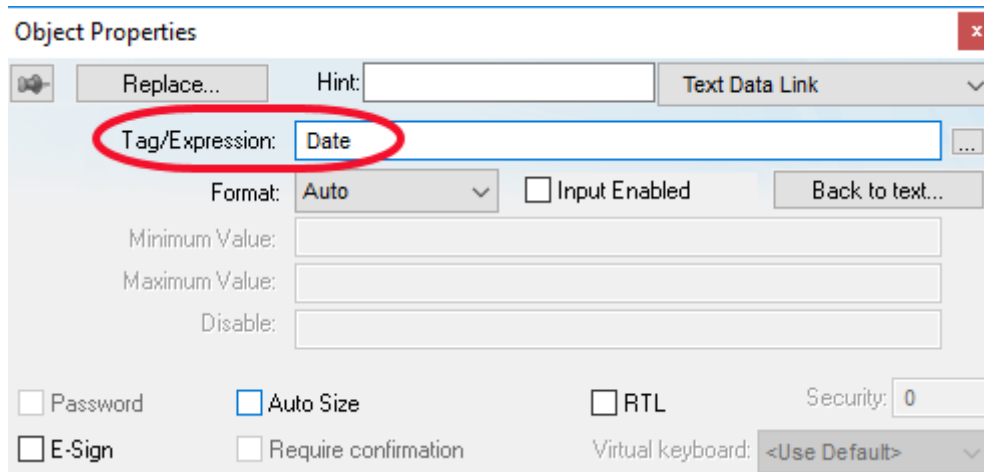 Object Properties x
Replace... Hint: Text Data Link
Tag/Expression: Date ...
Format: Auto Input Enabled Back to text...
Minimum Value:
Maximum Value:
Disable:
Password Auto Size RTL Security: 0
E-Sign Require confirmation Virtual keyboard: <Use Default>